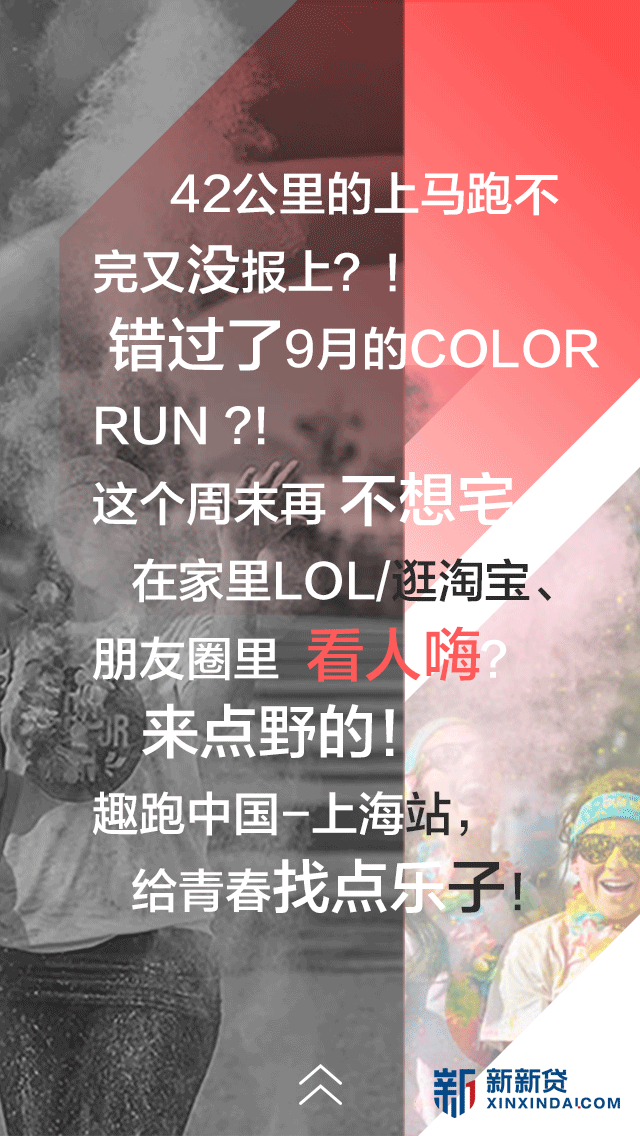 42公里的上马跑不
完又没报上？！
错过了9月的COLOR
RUN ?!
这个周末再 不想宅
在家里LOL/逛淘宝、
朋友圈里 看人嗨?
来点野的！
趣跑中国-上海站，
给青春找点乐子！
新新贷
XINXINDAI.COM